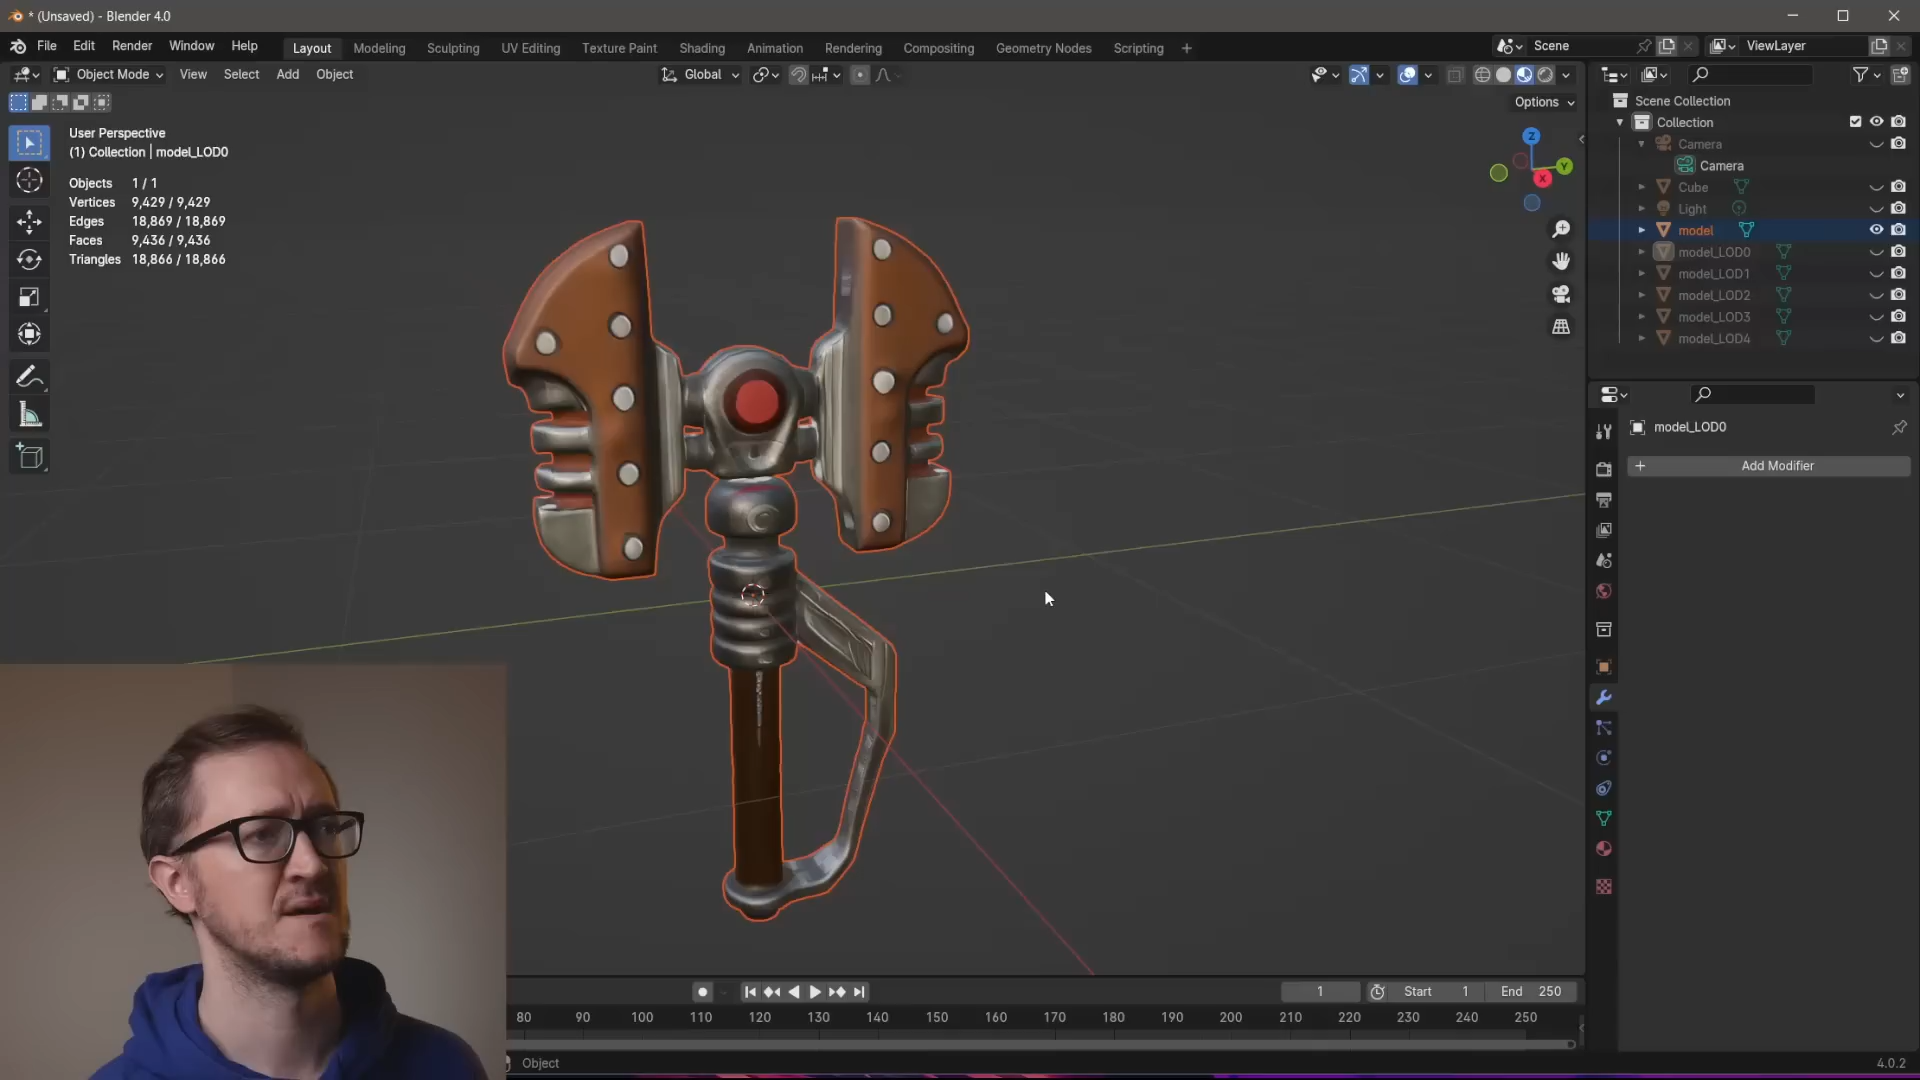 * (Unsaved) - Blender 4.0
File Edit Render Window Help Layout Modeling Sculpting UV Editing Texture Paint Shading Animation Rendering Compositing Geometry Nodes Scripting + Scene ViewLayer
Object Mode View Select Add Object Global
Options
User Perspective
(1) Collection | model_LOD0
Objects 1 / 1
Vertices 9,429 / 9,429
Edges 18,869 / 18,869
Faces 9,436 / 9,436
Triangles 18,866 / 18,866
Z
Y
X
Scene Collection
Collection
Camera
Camera
Cube
Light
model
model_LOD0
model_LOD1
model_LOD2
model_LOD3
model_LOD4
model_LOD0
+ Add Modifier
1 Start 1 End 250
80 90 100 110 120 130 140 150 160 170 180 190 200 210 220 230 240 250
Object
4.0.2